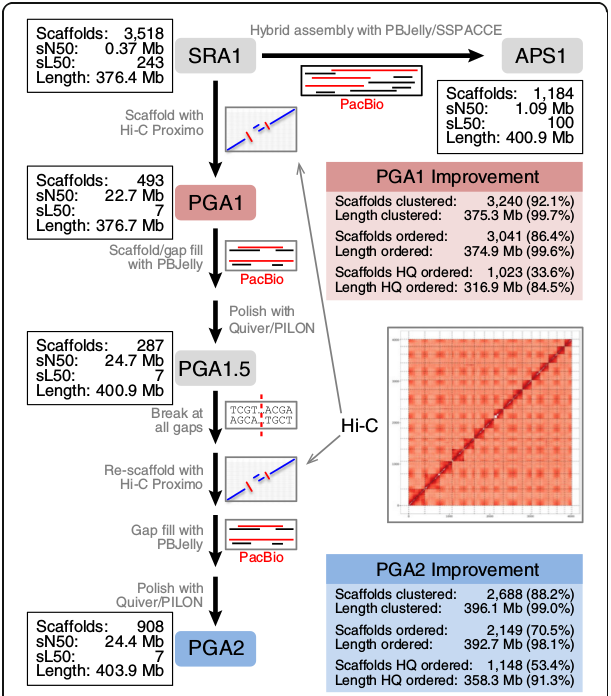 Hybrid assembly with PBJelly/SSPACCE
Scaffolds: 3,518
sN50: 0.37 Mb
sL50: 243
Length: 376.4 Mb
SRA1
APS1
PacBio
Scaffolds: 1,184
sN50: 1.09 Mb
sL50: 100
Length: 400.9 Mb
Scaffold with
Hi-C Proximo
Scaffolds: 493
sN50: 22.7 Mb
sL50: 7
Length: 376.7 Mb
PGA1
PGA1 Improvement
Scaffolds clustered: 3,240 (92.1%)
Length clustered: 375.3 Mb (99.7%)
Scaffolds ordered: 3,041 (86.4%)
Length ordered: 374.9 Mb (99.6%)
Scaffolds HQ ordered: 1,023 (33.6%)
Length HQ ordered: 316.9 Mb (84.5%)
Scaffold/gap fill
with PBJelly
PacBio
Polish with
Quiver/PILON
Scaffolds: 287
sN50: 24.7 Mb
sL50: 7
Length: 400.9 Mb
PGA1.5
Break at
all gaps
TCGT ACGA
AGCA TGCT
Hi-C
Re-scaffold with
Hi-C Proximo
Gap fill with
PBJelly
PacBio
Polish with
Quiver/PILON
Scaffolds: 908
sN50: 24.4 Mb
sL50: 7
Length: 403.9 Mb
PGA2
PGA2 Improvement
Scaffolds clustered: 2,688 (88.2%)
Length clustered: 396.1 Mb (99.0%)
Scaffolds ordered: 2,149 (70.5%)
Length ordered: 392.7 Mb (98.1%)
Scaffolds HQ ordered: 1,148 (53.4%)
Length HQ ordered: 358.3 Mb (91.3%)